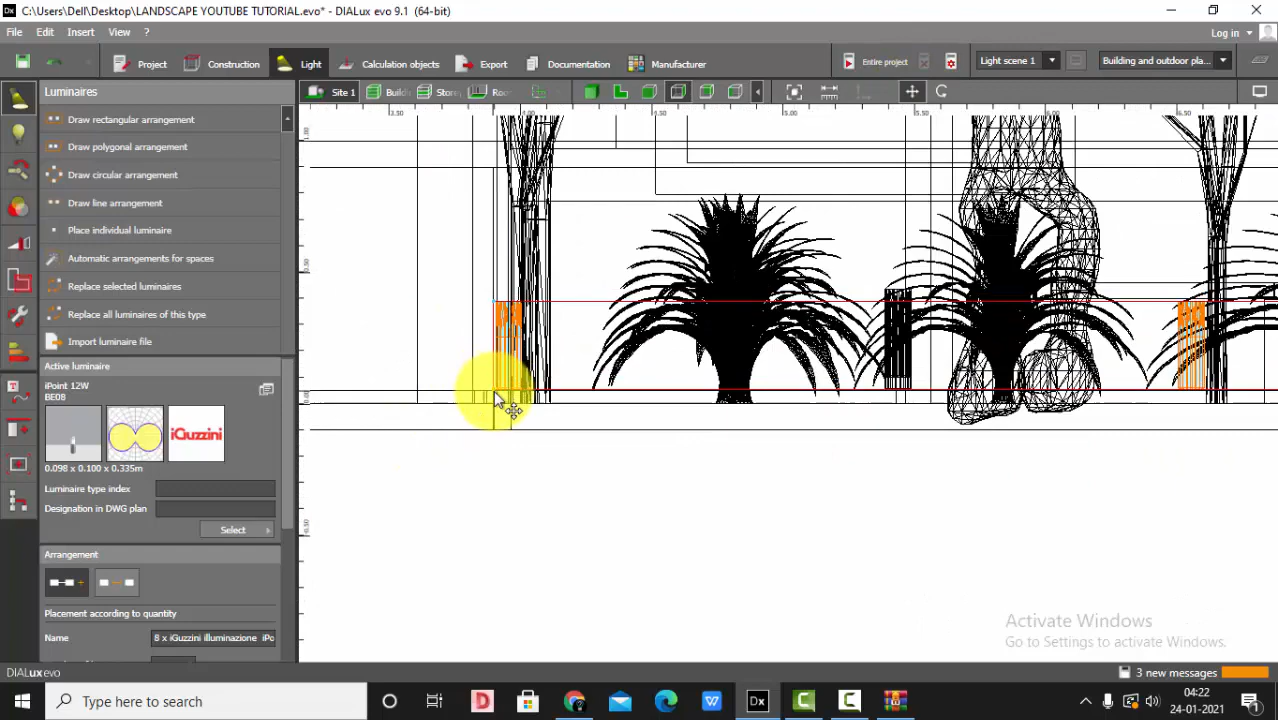 C:\Users\Dell\Desktop\LANDSCAPE YOUTUBE TUTORIAL.evo* - DIALux evo 9.1 (64-bit)
File Edit Insert View ?
Log in
Project Construction Light Calculation objects Export Documentation Manufacturer
Entire project
Light scene 1
Building and outdoor pla...
Luminaires
Site 1
Draw rectangular arrangement
Draw polygonal arrangement
Draw circular arrangement
Draw line arrangement
Place individual luminaire
Automatic arrangements for spaces
Replace selected luminaires
Replace all luminaires of this type
Import luminaire file
Active luminaire
iPoint 12W
BE08
iGuzzini
0.098 x 0.100 x 0.335m
Luminaire type index
Designation in DWG plan
Select
Arrangement
Placement according to quantity
Name 8 x iGuzzini illuminazione iPo
Activate Windows
Go to Settings to activate Windows.
DIALux evo
3 new messages
Type here to search
04:22
24-01-2021